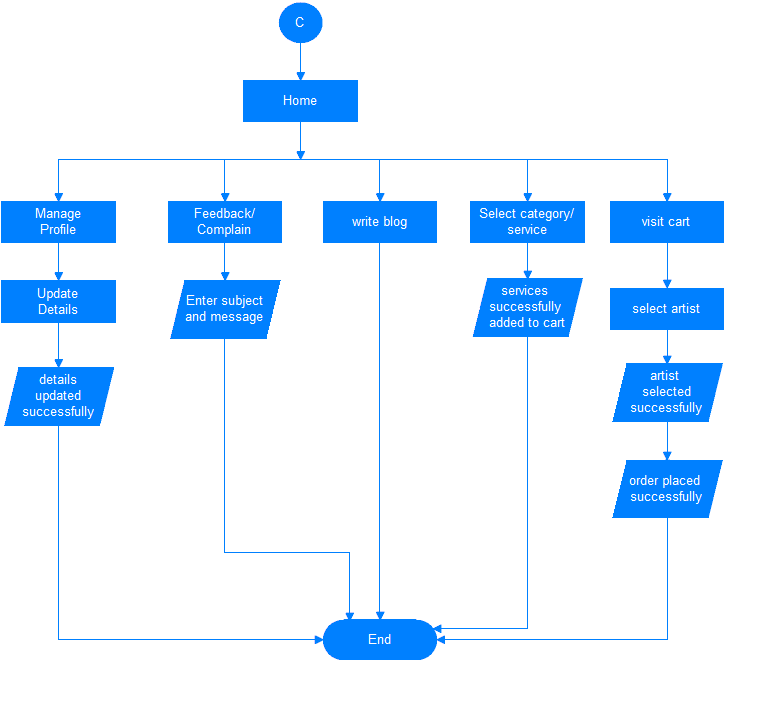 C
Home
Manage
Profile
Feedback/
Complain
write blog
Select category/
service
visit cart
Update
Details
Enter subject
and message
services
successfully
added to cart
select artist
details
updated
successfully
artist
selected
successfully
order placed
successfully
End